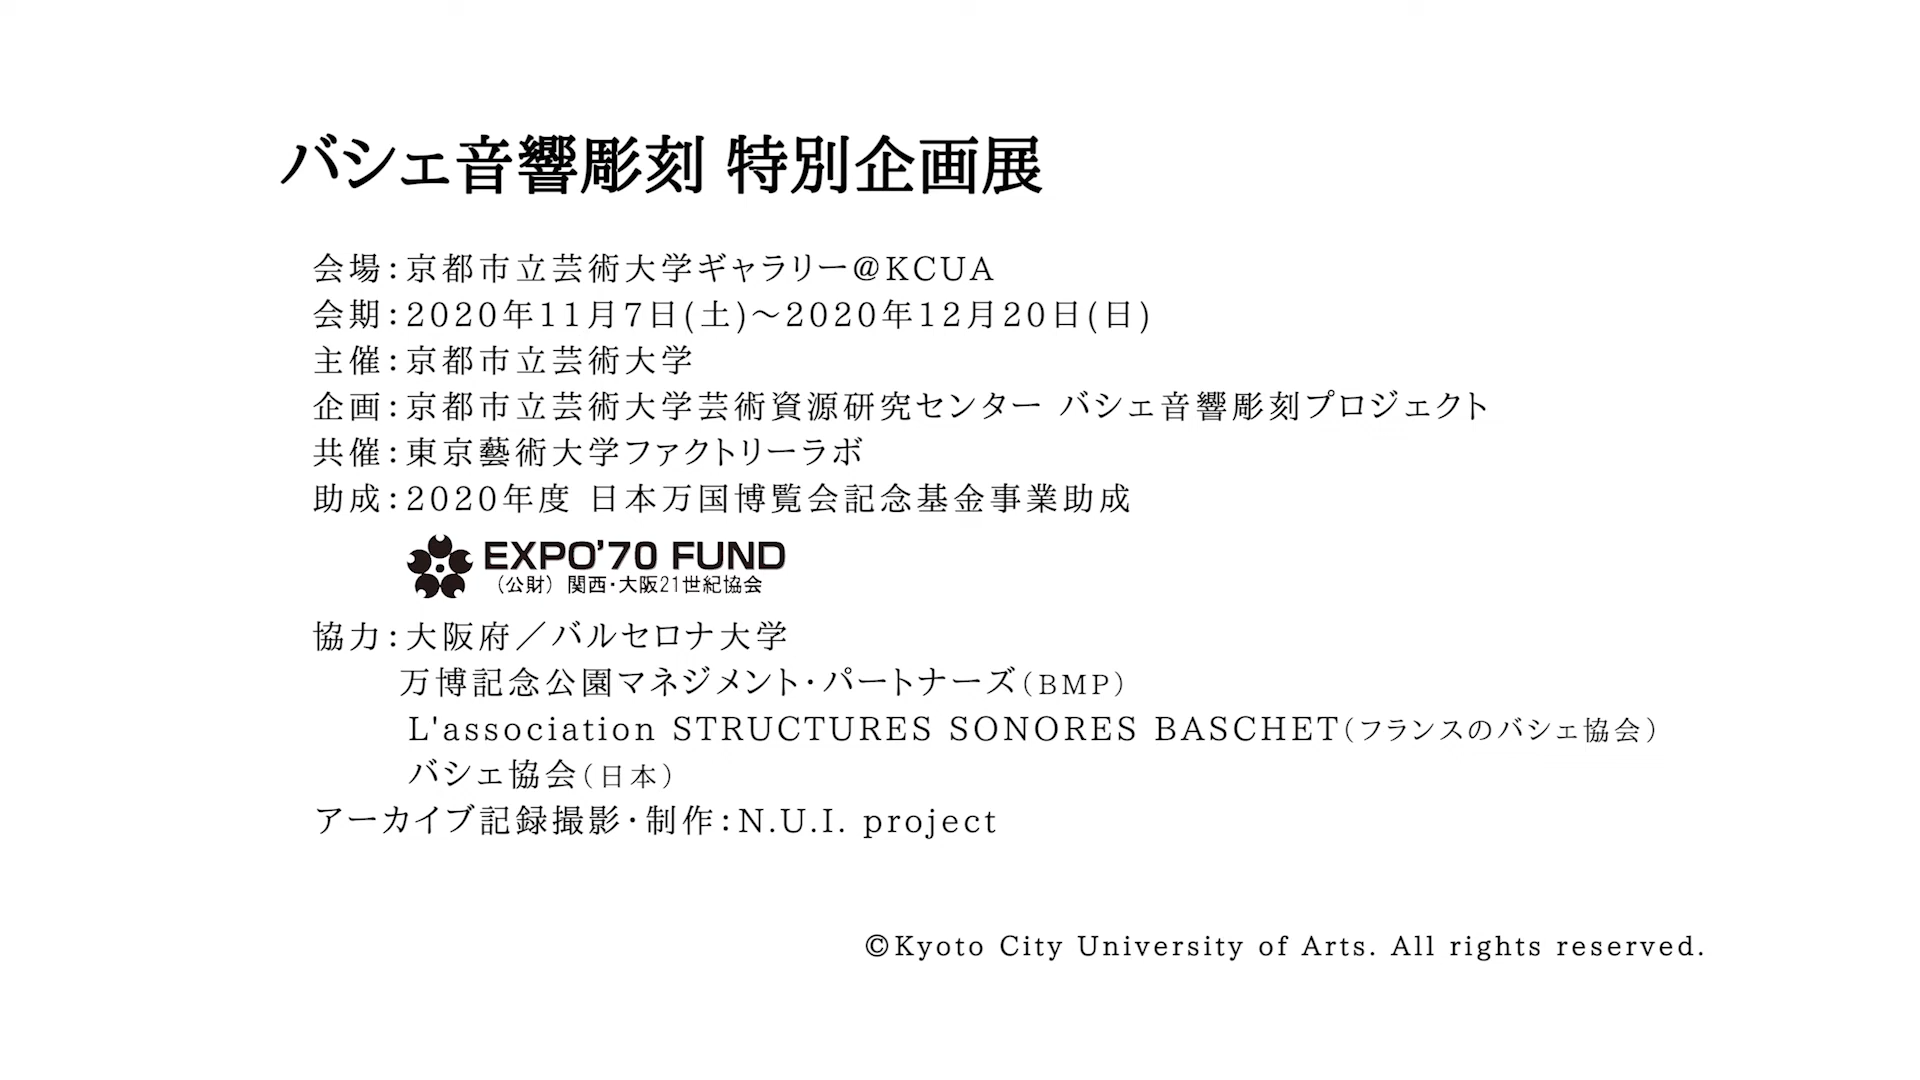 バシェ音響彫刻 特別企画展
会場：京都市立芸術大学ギャラリー@KCUA
会期：2020年11月7日(土)～2020年12月20日(日)
主催：京都市立芸術大学
企画：京都市立芸術大学芸術資源研究センター バシェ音響彫刻プロジェクト
共催：東京藝術大学ファクトリーラボ
助成：2020年度 日本万国博覧会記念基金事業助成
EXPO'70 FUND
（公財）関西・大阪21世紀協会
協力：大阪府／バルセロナ大学
万博記念公園マネジメント・パートナーズ（BMP）
L'association STRUCTURES SONORES BASCHET（フランスのバシェ協会）
バシェ協会（日本）
アーカイブ記録撮影・制作：N.U.I. project
©Kyoto City University of Arts. All rights reserved.